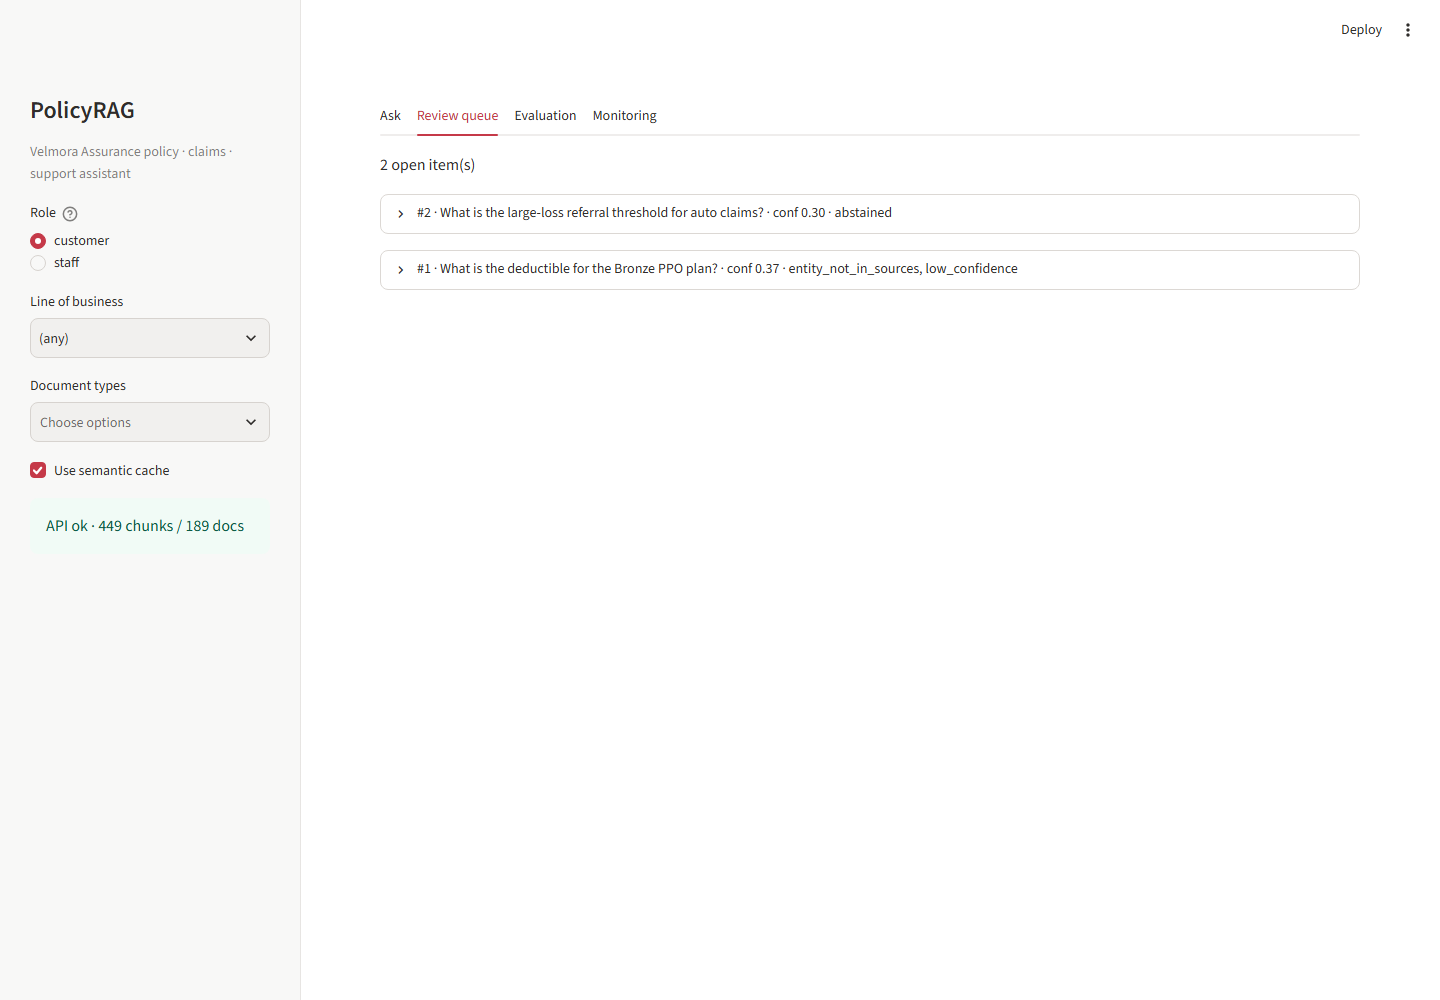 Deploy
PolicyRAG
Velmora Assurance policy · claims ·
support assistant
Role
customer
staff
Line of business
(any)
Document types
Choose options
Use semantic cache
API ok · 449 chunks / 189 docs
Ask Review queue Evaluation Monitoring
2 open item(s)
#2 · What is the large-loss referral threshold for auto claims? · conf 0.30 · abstained
#1 · What is the deductible for the Bronze PPO plan? · conf 0.37 · entity_not_in_sources, low_confidence